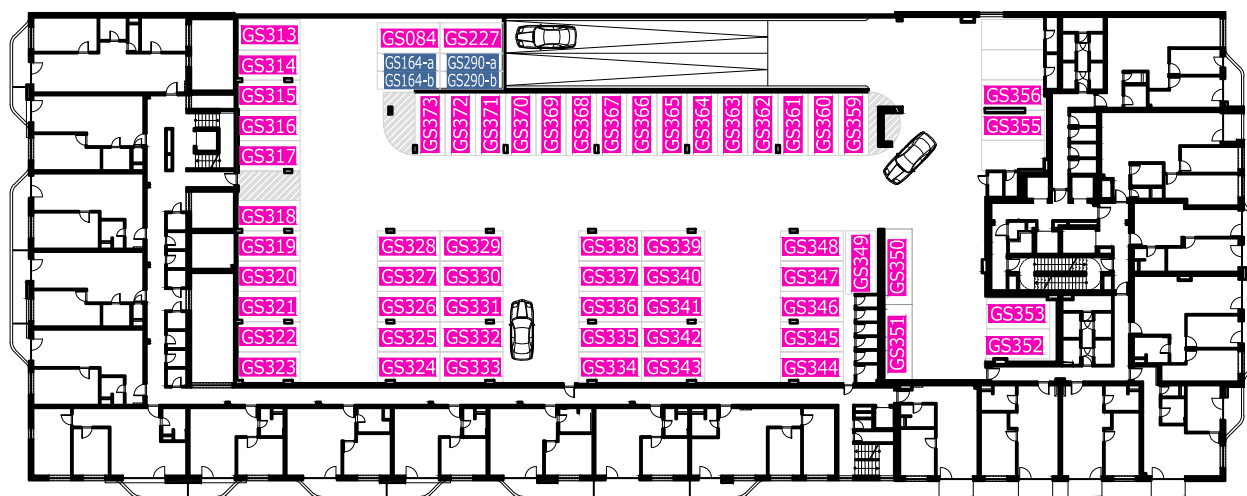 GS313
GS314
GS315
GS316
GS317
GS318
GS319
GS320
GS321
GS322
GS323
GS084 GS227
GS164-a GS290-a
GS164-b GS290-b
GS373 GS372 GS371 GS370 GS369 GS368 GS367 GS366 GS365 GS364 GS363 GS362 GS361 GS360 GS359
GS356
GS355
GS328 GS329
GS327 GS330
GS326 GS331
GS325 GS332
GS324 GS333
GS338 GS339
GS337 GS340
GS336 GS341
GS335 GS342
GS334 GS343
GS348
GS347
GS346
GS345
GS344
GS349
GS350
GS351
GS353
GS352